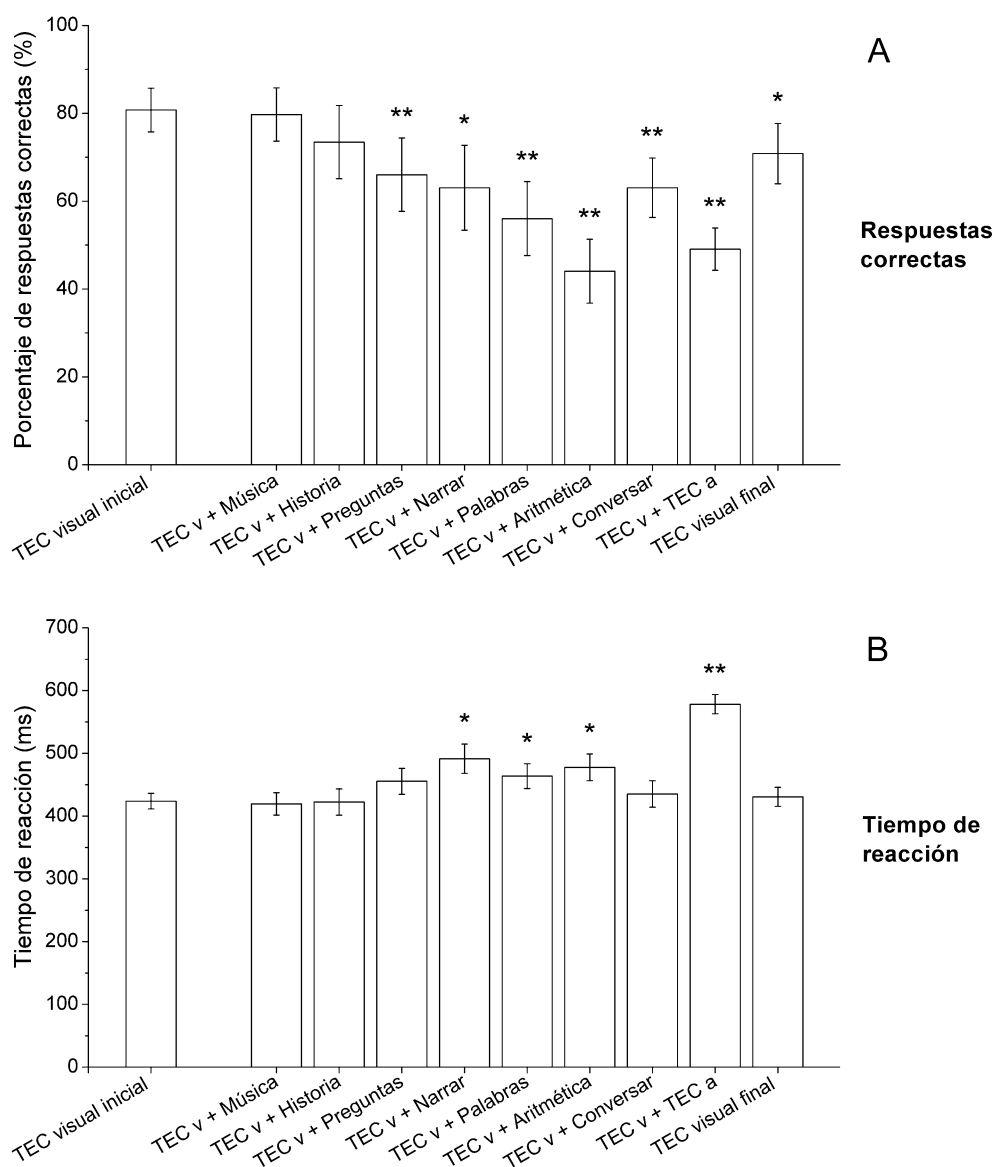 A
Porcentaje de respuestas correctas (%)
100
80
60
40
20
0
**
*
**
**
**
**
*
Respuestas
correctas
TEC visual inicial
TEC v + Música
TEC v + Historia
TEC v + Preguntas
TEC v + Narrar
TEC v + Palabras
TEC v + Aritmética
TEC v + Conversar
TEC v + TEC a
TEC visual final
B
Tiempo de reacción (ms)
700
600
500
400
300
200
100
0
*
*
*
**
Tiempo de
reacción
TEC visual inicial
TEC v + Música
TEC v + Historia
TEC v + Preguntas
TEC v + Narrar
TEC v + Palabras
TEC v + Aritmética
TEC v + Conversar
TEC v + TEC a
TEC visual final